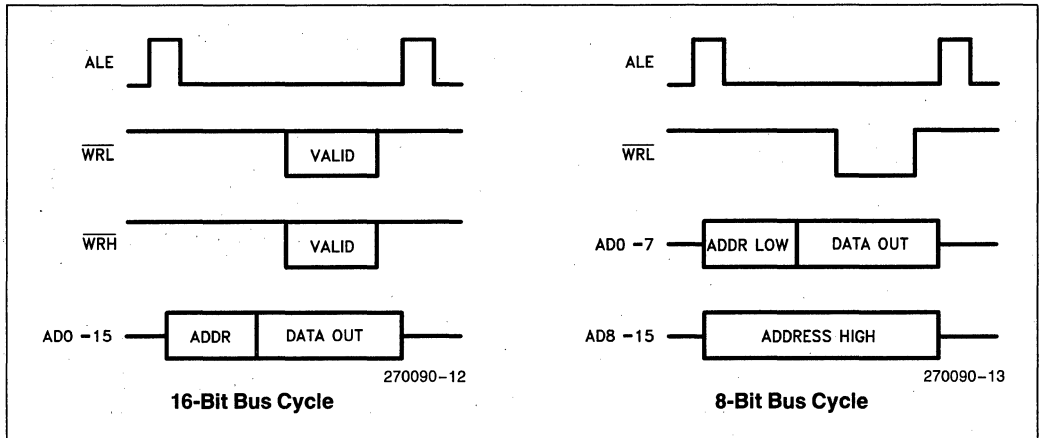 ALE
WRL
VALID
WRH
VALID
AD0 -15
ADDR
DATA OUT
270090-12
16-Bit Bus Cycle
ALE
WRL
AD0 -7
ADDR LOW
DATA OUT
AD8 -15
ADDRESS HIGH
270090-13
8-Bit Bus Cycle